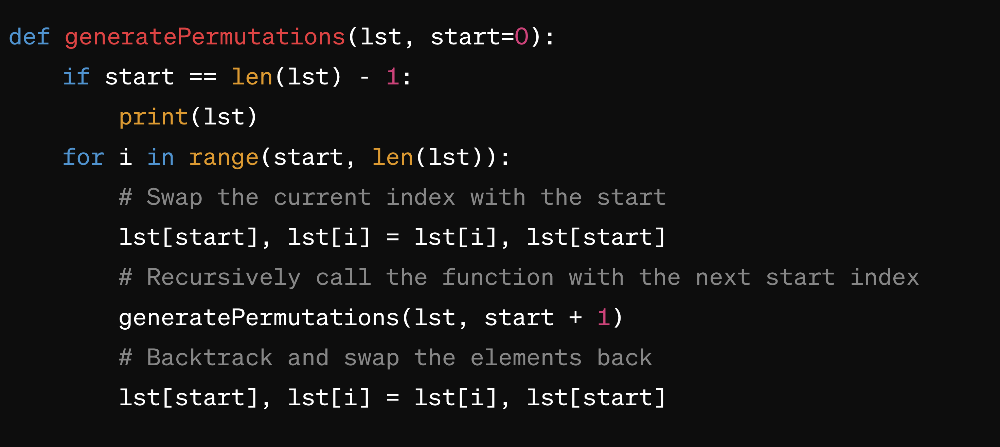 def generatePermutations(lst, start=0):
    if start == len(lst) - 1:
        print(lst)
    for i in range(start, len(lst)):
        # Swap the current index with the start
        lst[start], lst[i] = lst[i], lst[start]
        # Recursively call the function with the next start index
        generatePermutations(lst, start + 1)
        # Backtrack and swap the elements back
        lst[start], lst[i] = lst[i], lst[start]